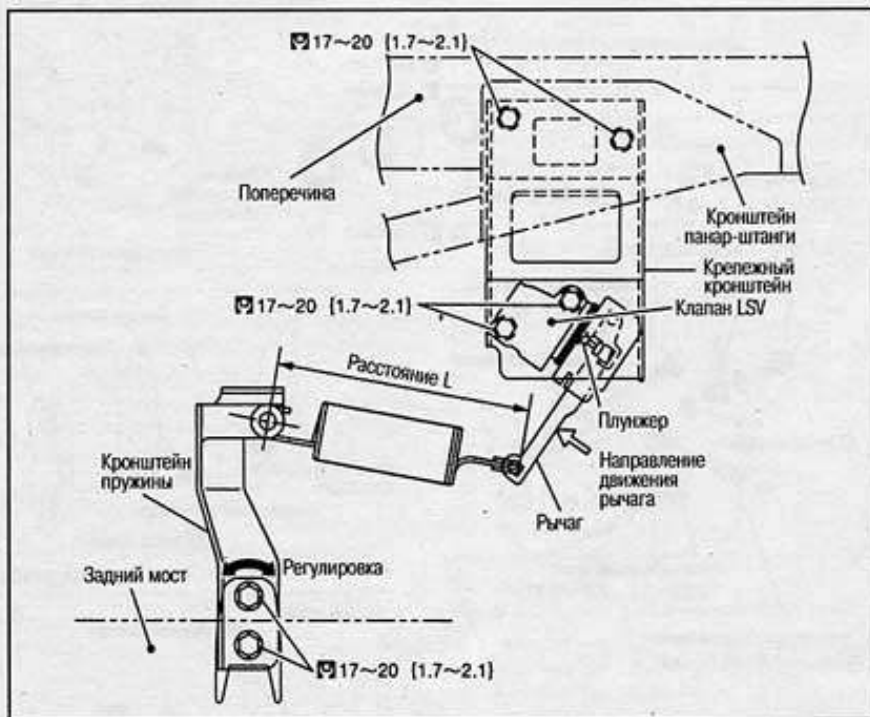 17~20 {1.7~2.1}
Поперечина
Кронштейн
панар-штанги
Крепежный
кронштейн
17~20 {1.7~2.1}
Клапан LSV
Расстояние L
Плунжер
Направление
движения
рычага
Рычаг
Кронштейн
пружины
Регулировка
Задний мост
17~20 {1.7~2.1}